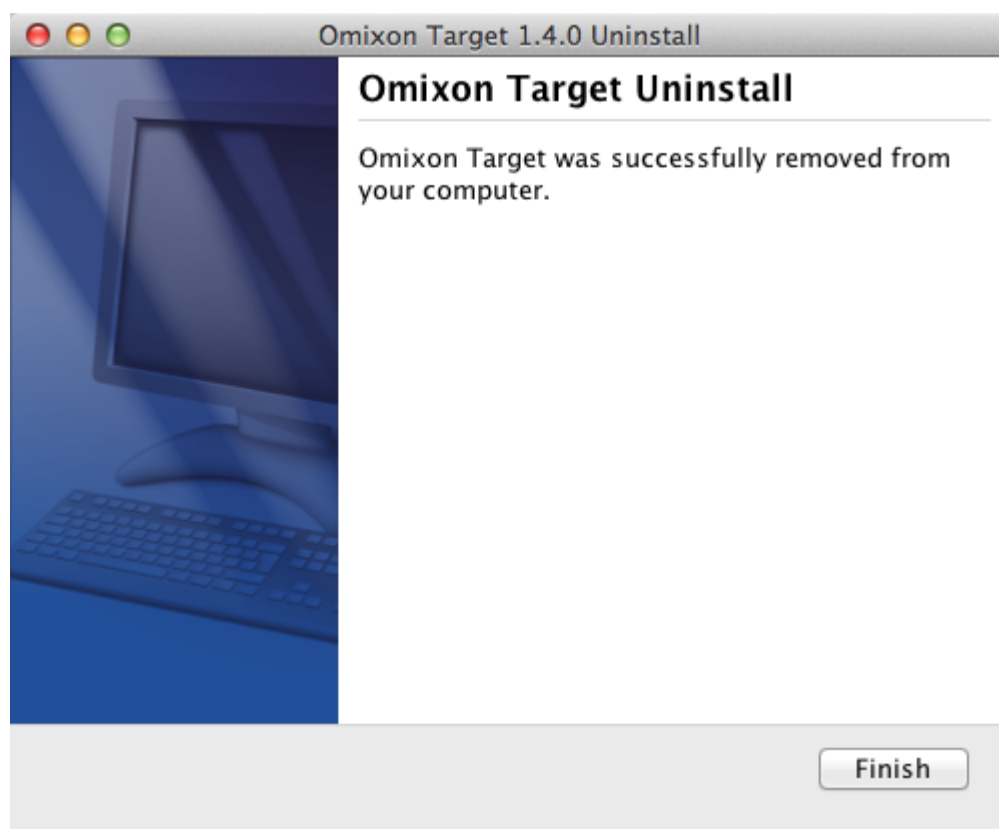 Omixon Target 1.4.0 Uninstall
Omixon Target Uninstall
Omixon Target was successfully removed from
your computer.
Finish